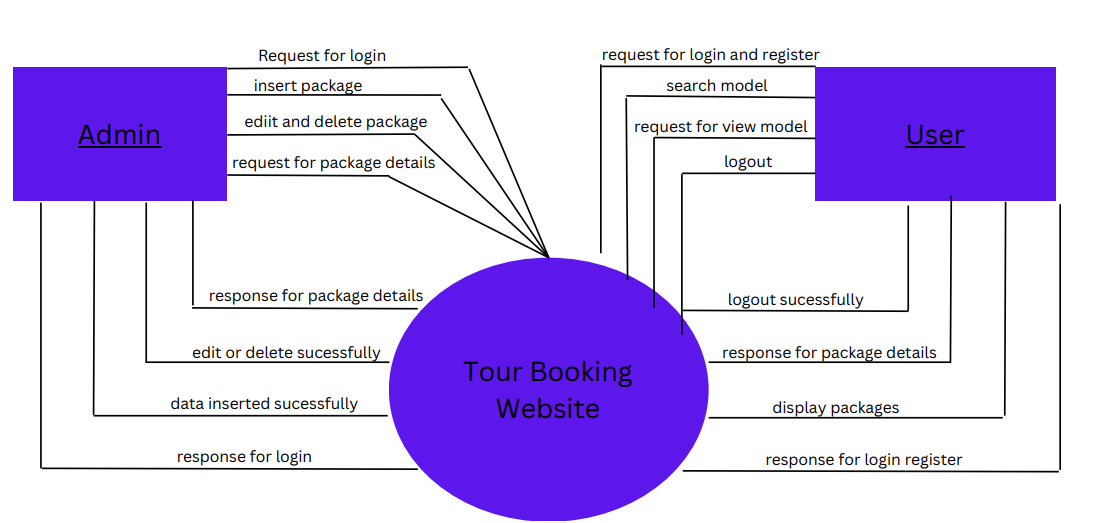 Request for login
insert package
ediit and delete package
request for package details
Admin
request for login and register
search model
request for view model
logout
User
response for package details
edit or delete sucessfully
data inserted sucessfully
response for login
Tour Booking
Website
logout sucessfully
response for package details
display packages
response for login register